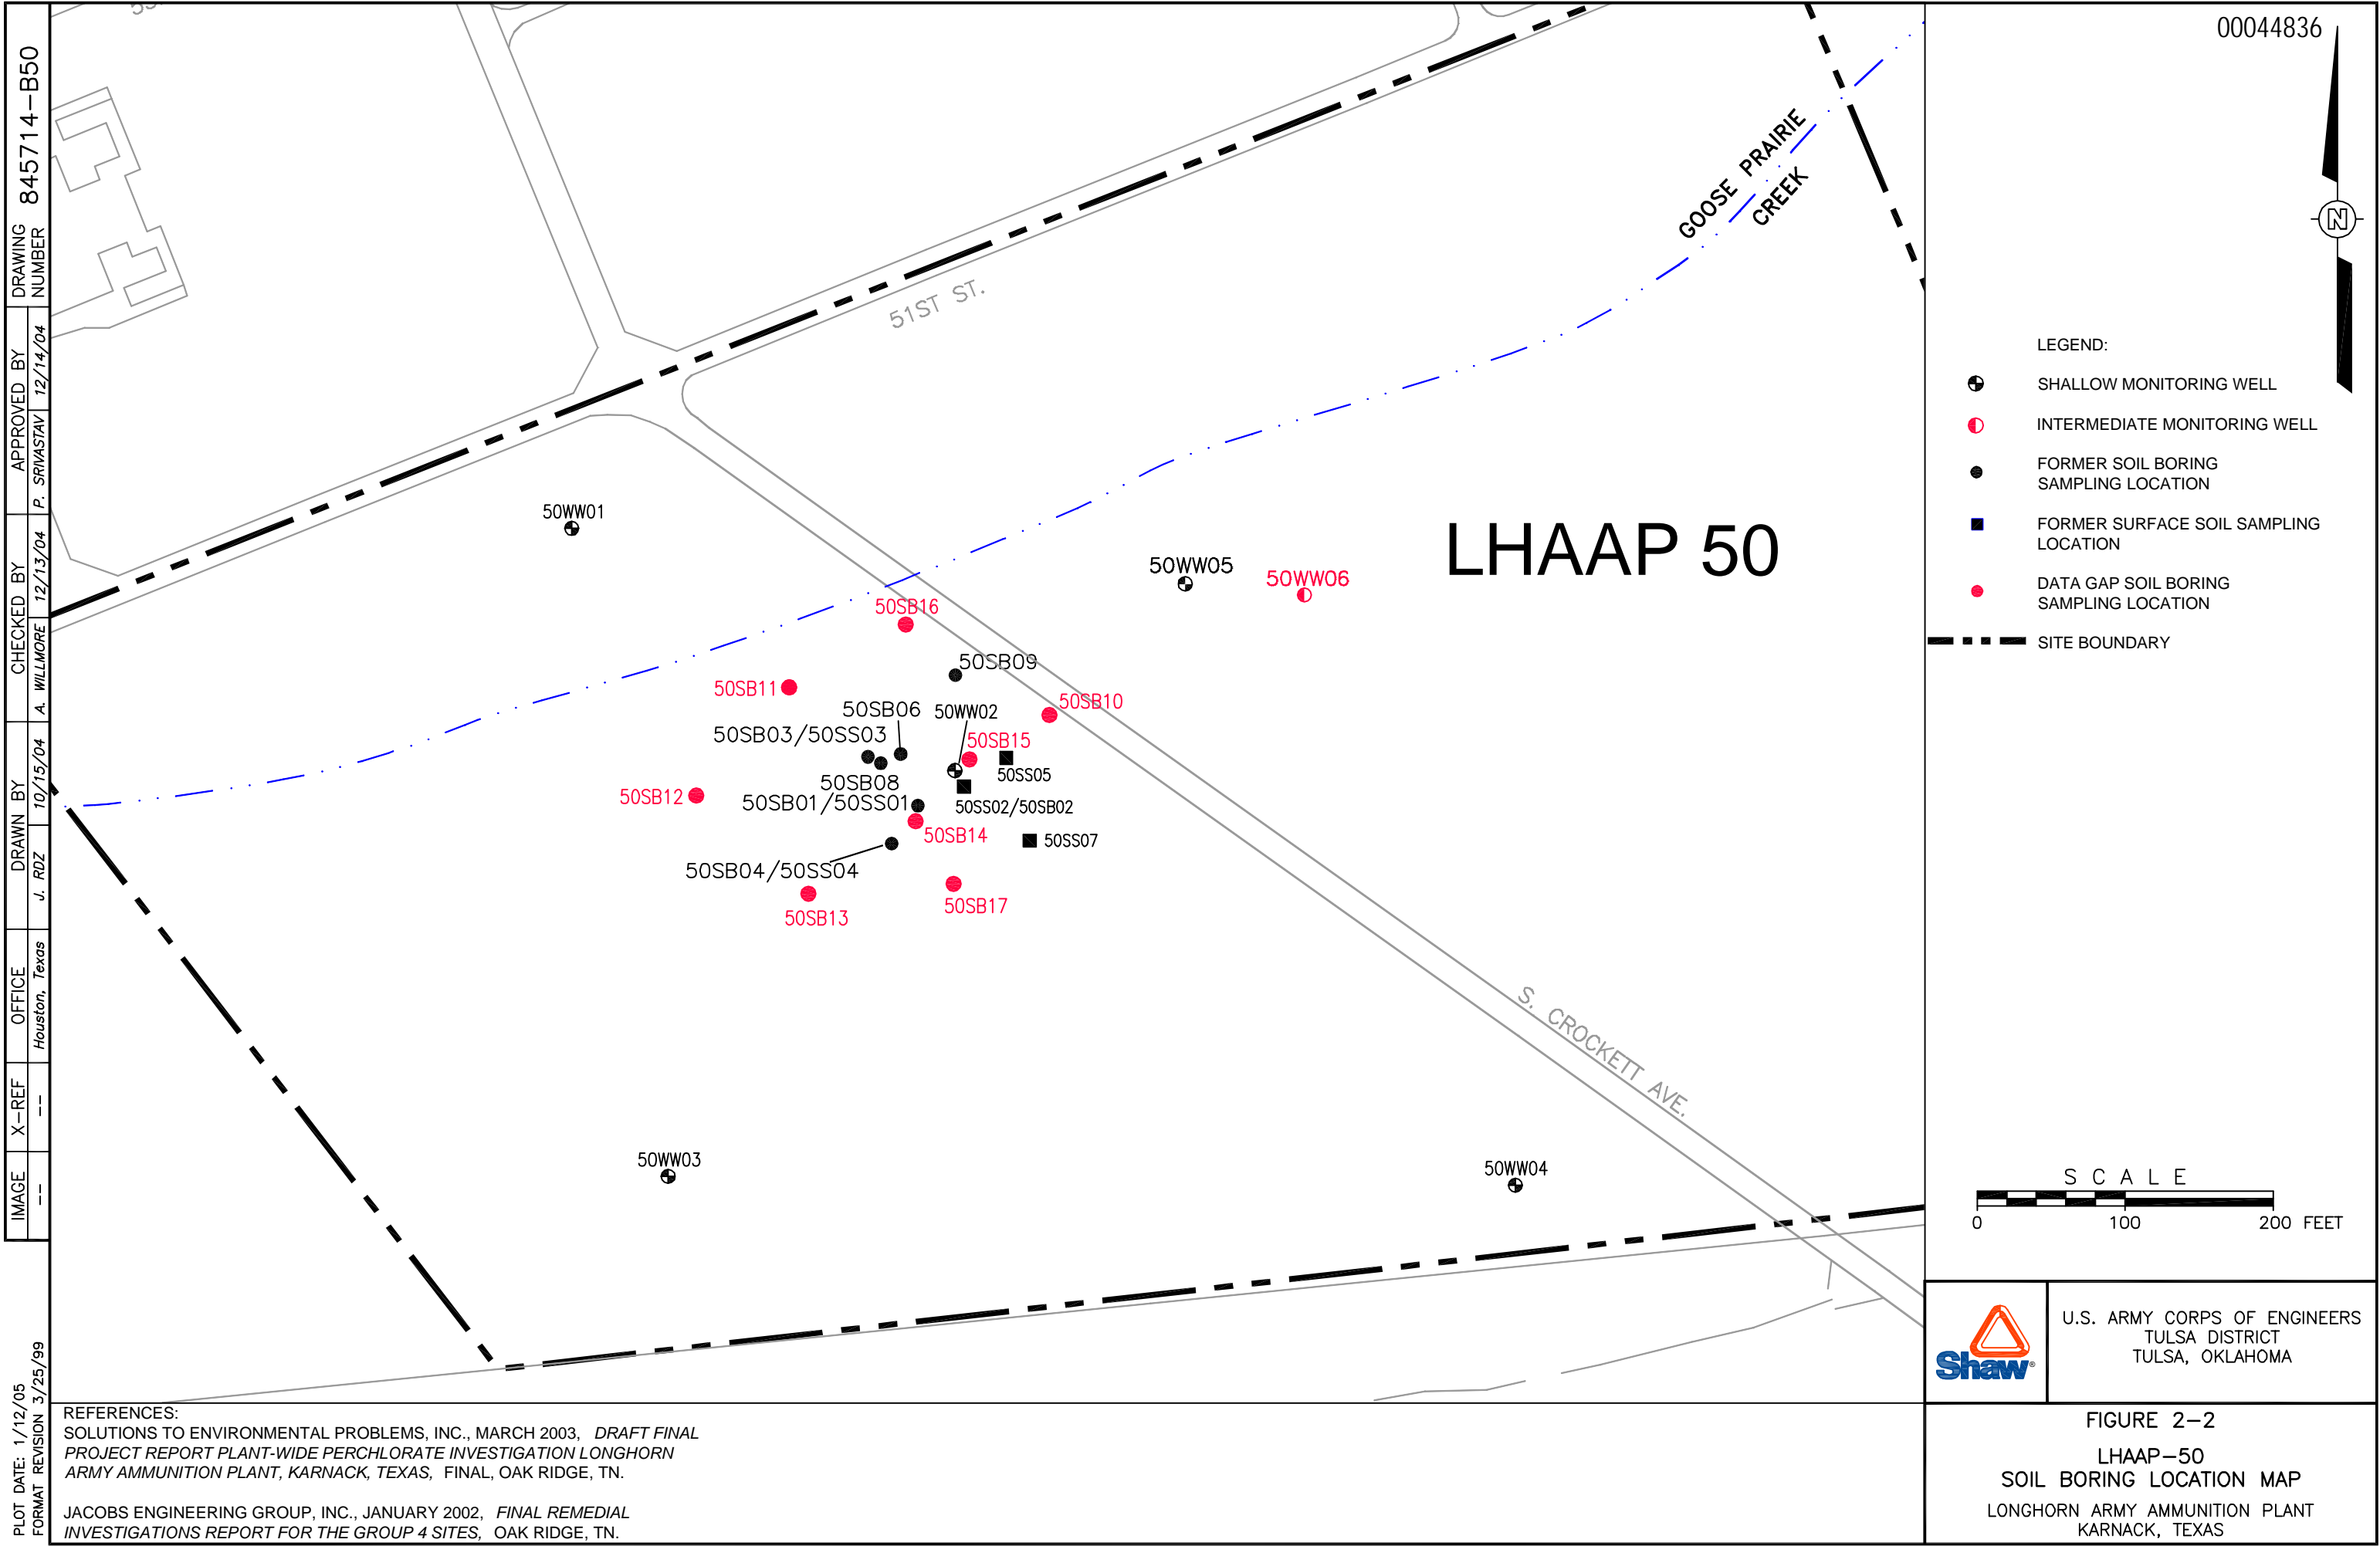 00044836
DRAWING NUMBER 845714-B50
APPROVED BY
P. SRIVASTAV 12/14/04
CHECKED BY
A. WILLMORE 12/13/04
DRAWN BY
J. RDZ 10/15/04
OFFICE
Houston, Texas
X-REF
--
IMAGE
--
PLOT DATE: 1/12/05
FORMAT REVISION 3/25/99
51ST ST.
GOOSE PRAIRIE
CREEK
LHAAP 50
50WW01
50WW05
50WW06
50SB16
50SB09
50SB11
50SB10
50SB06
50WW02
50SB03/50SS03
50SB15
50SS05
50SB08
50SB12
50SB01/50SS01
50SS02/50SB02
50SB14
50SS07
50SB04/50SS04
50SB17
50SB13
S. CROCKETT AVE.
50WW03
50WW04
LEGEND:
SHALLOW MONITORING WELL
INTERMEDIATE MONITORING WELL
FORMER SOIL BORING
SAMPLING LOCATION
FORMER SURFACE SOIL SAMPLING
LOCATION
DATA GAP SOIL BORING
SAMPLING LOCATION
SITE BOUNDARY
N
SCALE
0 100 200 FEET
Shaw®
U.S. ARMY CORPS OF ENGINEERS
TULSA DISTRICT
TULSA, OKLAHOMA
FIGURE 2-2
LHAAP-50
SOIL BORING LOCATION MAP
LONGHORN ARMY AMMUNITION PLANT
KARNACK, TEXAS
REFERENCES:
SOLUTIONS TO ENVIRONMENTAL PROBLEMS, INC., MARCH 2003, DRAFT FINAL
PROJECT REPORT PLANT-WIDE PERCHLORATE INVESTIGATION LONGHORN
ARMY AMMUNITION PLANT, KARNACK, TEXAS, FINAL, OAK RIDGE, TN.
JACOBS ENGINEERING GROUP, INC., JANUARY 2002, FINAL REMEDIAL
INVESTIGATIONS REPORT FOR THE GROUP 4 SITES, OAK RIDGE, TN.